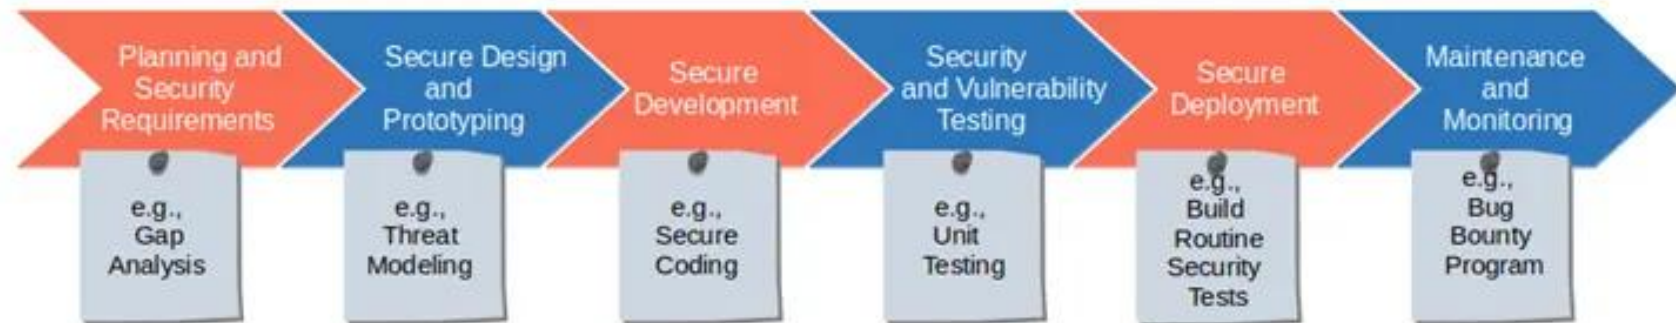 Planning and
Security
Requirements
Secure Design
and
Prototyping
Secure
Development
Security
and Vulnerability
Testing
Secure
Deployment
Maintenance
and
Monitoring
e.g.,
Gap
Analysis
e.g.,
Threat
Modeling
e.g.,
Secure
Coding
e.g.,
Unit
Testing
e.g.,
Build
Routine
Security
Tests
e.g.,
Bug
Bounty
Program